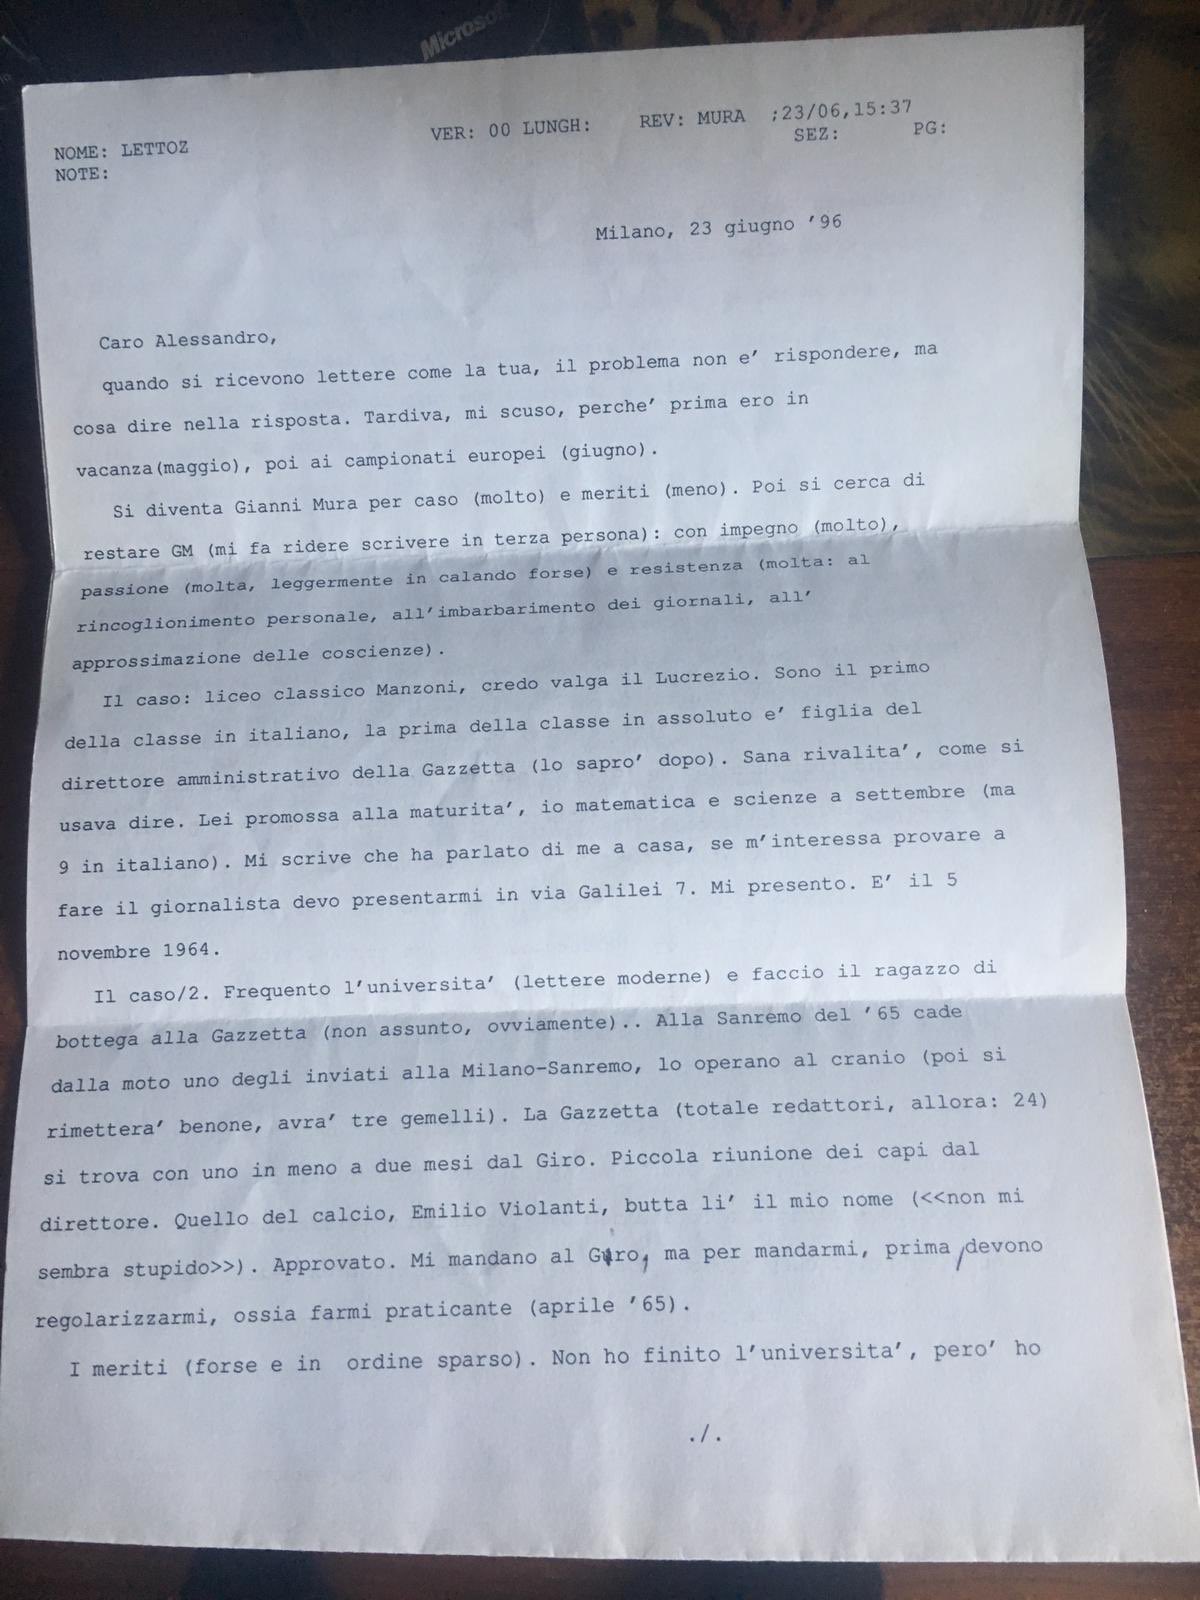 Microsof
VER: 00 LUNGH: REV: MURA ;23/06,15:37
NOME: LETTOZ SEZ: PG:
NOTE:
Milano, 23 giugno '96
Caro Alessandro,
quando si ricevono lettere come la tua, il problema non e' rispondere, ma
cosa dire nella risposta. Tardiva, mi scuso, perche' prima ero in
vacanza(maggio), poi ai campionati europei (giugno).
Si diventa Gianni Mura per caso (molto) e meriti (meno). Poi si cerca di
restare GM (mi fa ridere scrivere in terza persona): con impegno (molto),
passione (molta, leggermente in calando forse) e resistenza (molta: al
rincoglionimento personale, all'imbarbarimento dei giornali, all'
approssimazione delle coscienze).
Il caso: liceo classico Manzoni, credo valga il Lucrezio. Sono il primo
della classe in italiano, la prima della classe in assoluto e' figlia del
direttore amministrativo della Gazzetta (lo sapro' dopo). Sana rivalita', come si
usava dire. Lei promossa alla maturita', io matematica e scienze a settembre (ma
9 in italiano). Mi scrive che ha parlato di me a casa, se m'interessa provare a
fare il giornalista devo presentarmi in via Galilei 7. Mi presento. E' il 5
novembre 1964.
Il caso/2. Frequento l'universita' (lettere moderne) e faccio il ragazzo di
bottega alla Gazzetta (non assunto, ovviamente).. Alla Sanremo del '65 cade
dalla moto uno degli inviati alla Milano-Sanremo, lo operano al cranio (poi si
rimettera' benone, avra' tre gemelli). La Gazzetta (totale redattori, allora: 24)
si trova con uno in meno a due mesi dal Giro. Piccola riunione dei capi dal
direttore. Quello del calcio, Emilio Violanti, butta li' il mio nome (<<non mi
sembra stupido>>). Approvato. Mi mandano al Giro, ma per mandarmi, prima devono
regolarizzarmi, ossia farmi praticante (aprile '65).
I meriti (forse e in ordine sparso). Non ho finito l'universita', pero' ho
./.